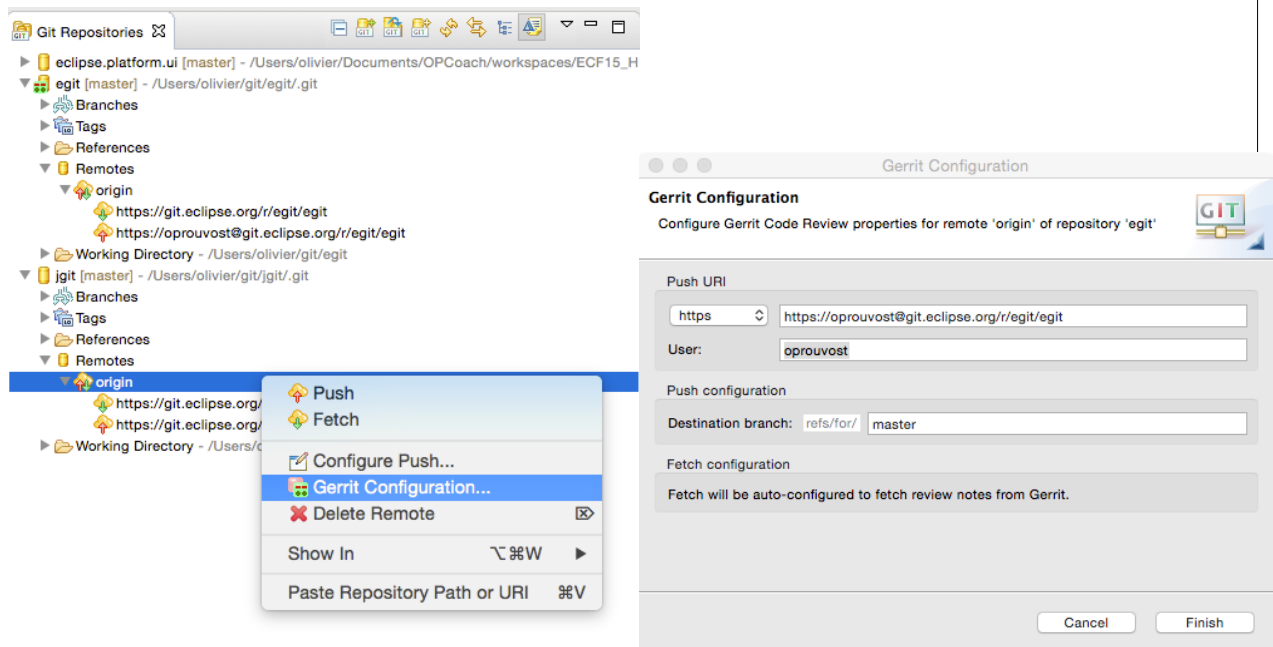 Git Repositories
eclipse.platform.ui [master] - /Users/olivier/Documents/OPCoach/workspaces/ECF15_H
egit [master] - /Users/olivier/git/egit/.git
Branches
Tags
References
Remotes
origin
https://git.eclipse.org/r/egit/egit
https://oprouvost@git.eclipse.org/r/egit/egit
Working Directory - /Users/olivier/git/egit
jgit [master] - /Users/olivier/git/jgit/.git
Branches
Tags
References
Remotes
origin
https://git.eclipse.org/
https://git.eclipse.org/
Working Directory - /Users/o
Push
Fetch
Configure Push...
Gerrit Configuration...
Delete Remote
Show In ⌥⌘W ▶
Paste Repository Path or URI ⌘V
Gerrit Configuration
Gerrit Configuration
Configure Gerrit Code Review properties for remote 'origin' of repository 'egit'
GIT
Push URI
https https://oprouvost@git.eclipse.org/r/egit/egit
User: oprouvost
Push configuration
Destination branch: refs/for/ master
Fetch configuration
Fetch will be auto-configured to fetch review notes from Gerrit.
Cancel Finish